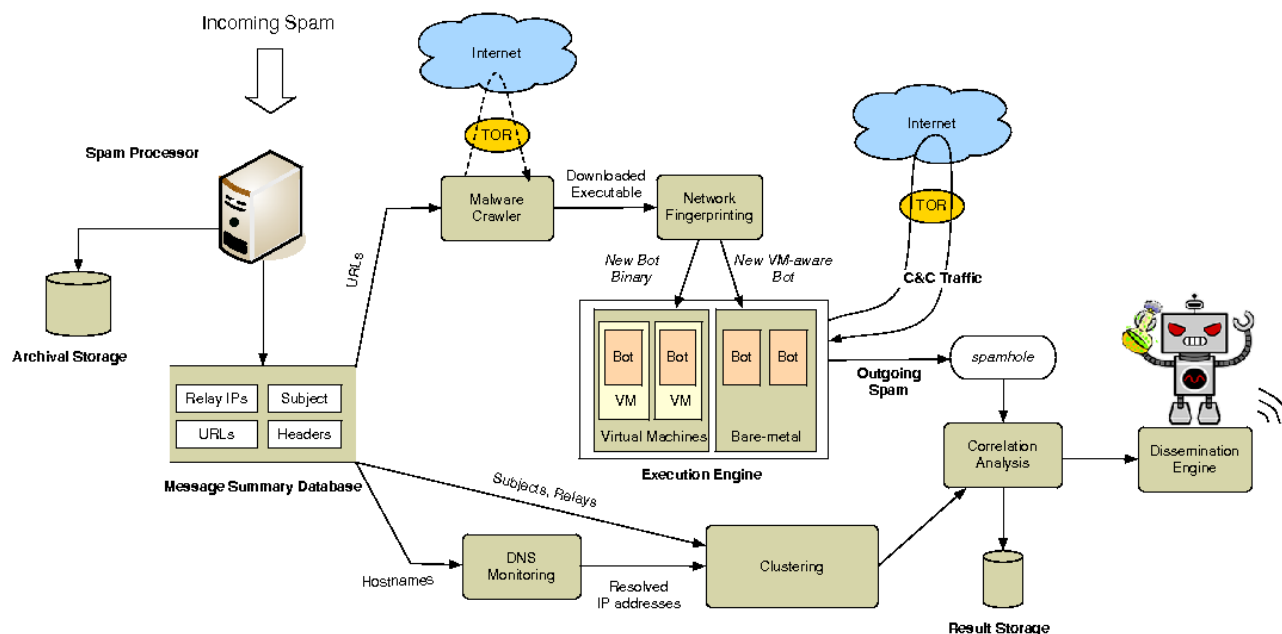 Incoming Spam
Internet
TOR
Spam Processor
Malware
Crawler
Downloaded
Executable
Network
Fingerprinting
Internet
TOR
URLs
New Bot
Binary
New VM-aware
Bot
C&C Traffic
Archival Storage
Bot
Bot
Bot
Bot
VM
VM
Virtual Machines
Bare-metal
Execution Engine
Outgoing
Spam
spamhole
Relay IPs
Subject
URLs
Headers
Message Summary Database
Correlation
Analysis
Dissemination
Engine
Subjects, Relays
Hostnames
DNS
Monitoring
Resolved
IP addresses
Clustering
Result Storage